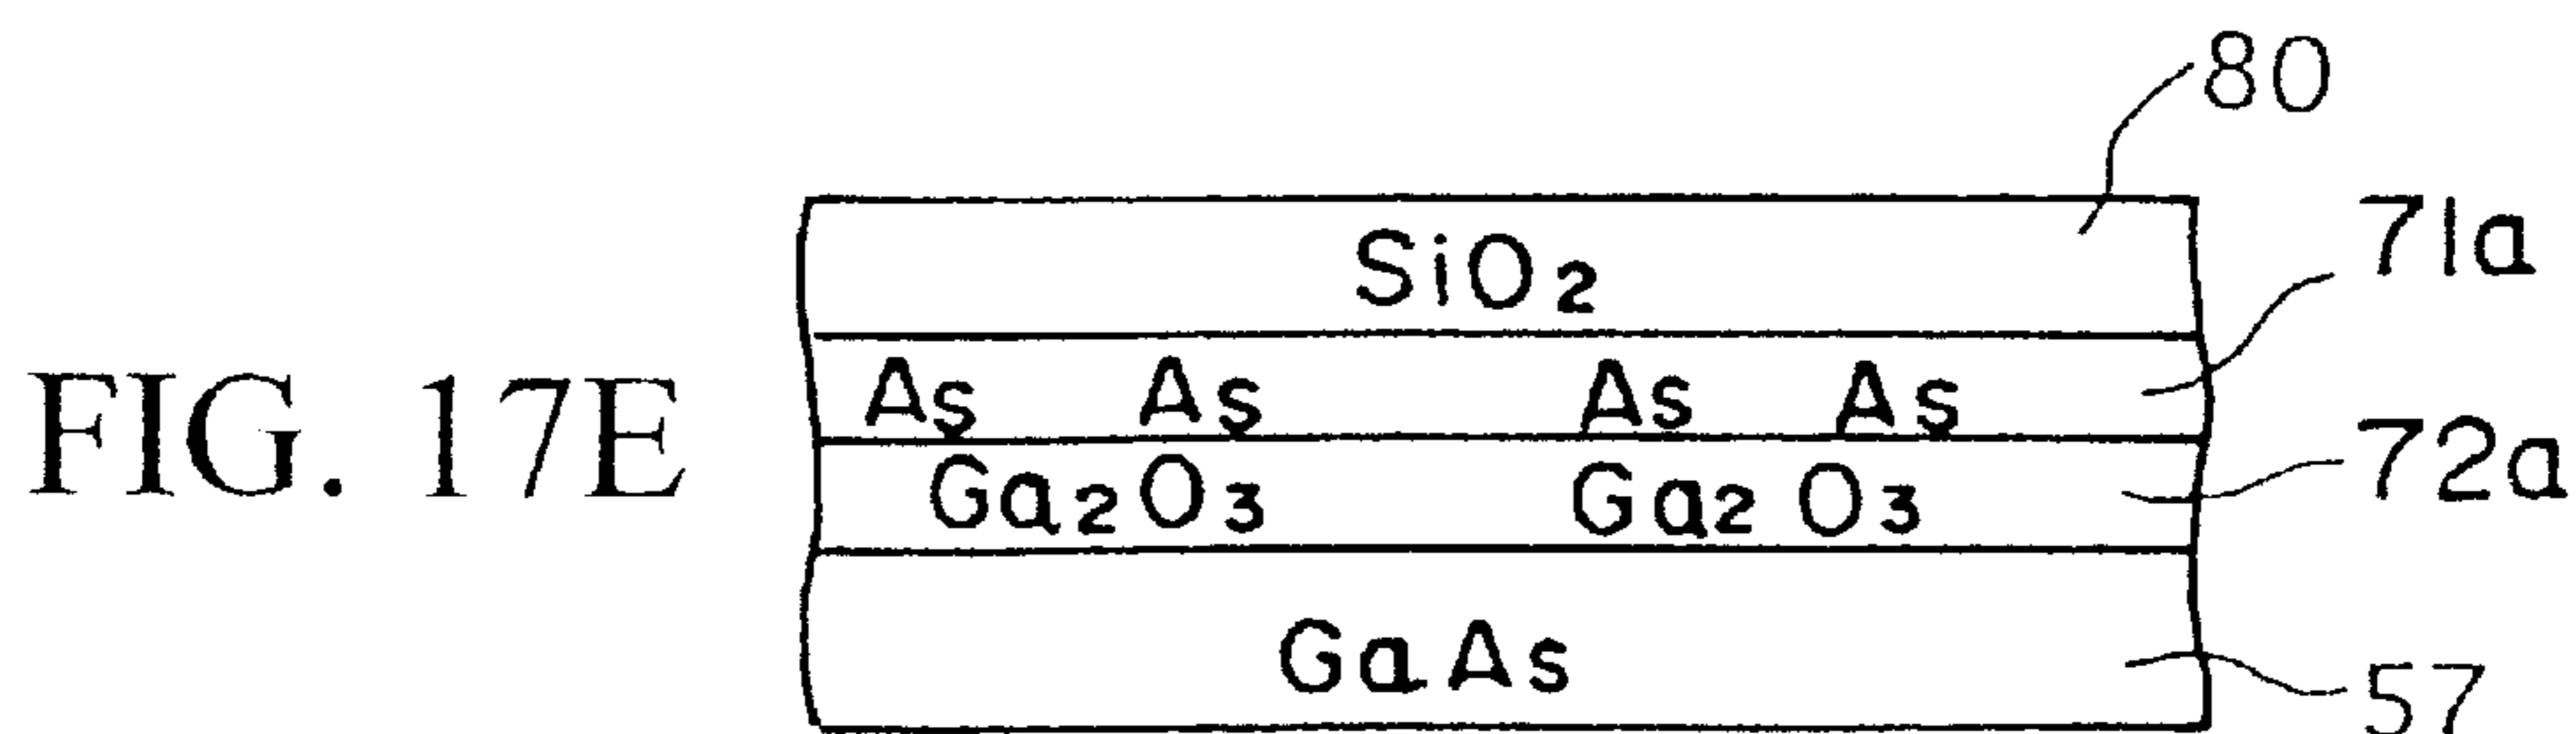 80
SiO2
71a
As As As As
FIG. 17E
72a
Ga2O3 Ga2O3
GaAs
57